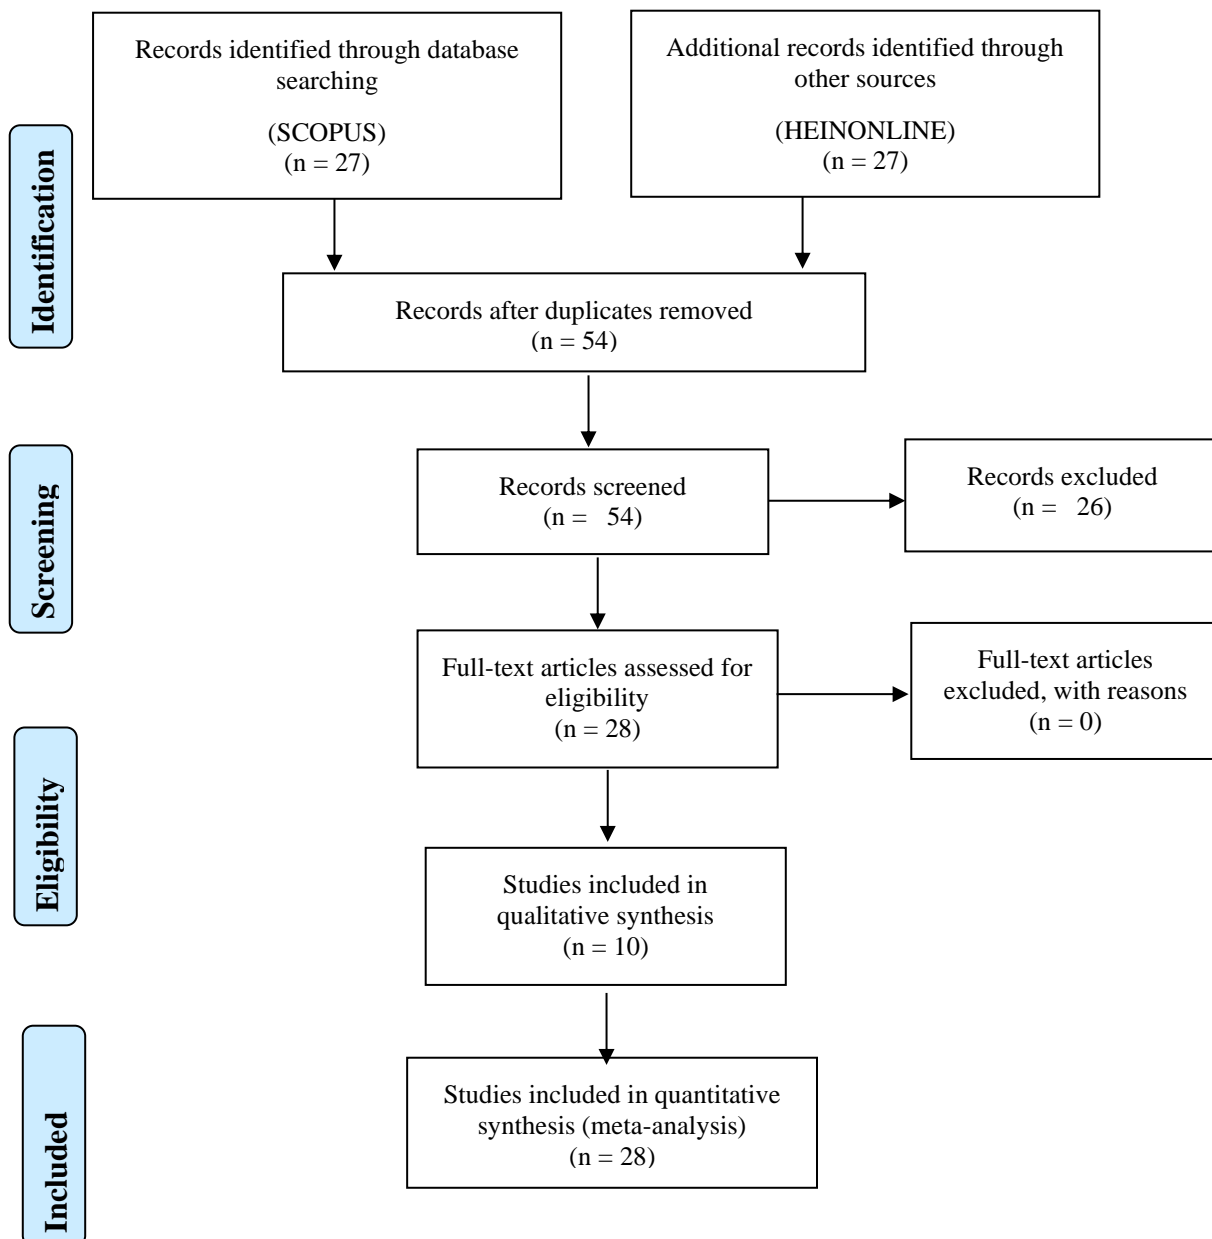 Records identified through database
searching
(SCOPUS)
(n = 27)
Additional records identified through
other sources
(HEINONLINE)
(n = 27)
Identification
Records after duplicates removed
(n = 54)
Screening
Records screened
(n =   54)
Records excluded
(n =   26)
Full-text articles assessed for
eligibility
(n = 28)
Full-text articles
excluded, with reasons
(n = 0)
Eligibility
Studies included in
qualitative synthesis
(n = 10)
Included
Studies included in quantitative
synthesis (meta-analysis)
(n = 28)